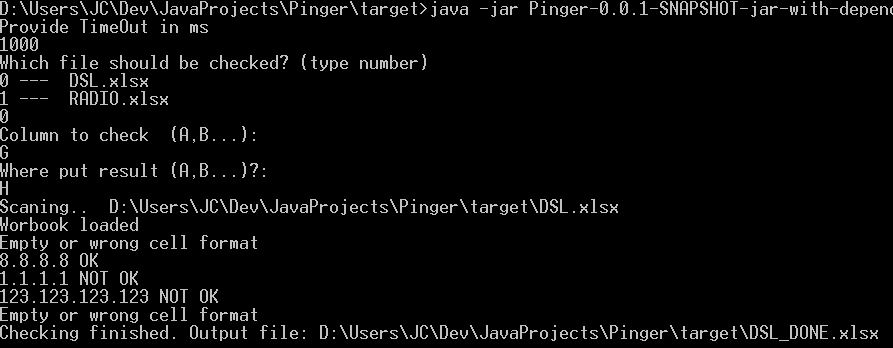 D:\Users\JC\Dev\JavaProjects\Pinger\target>java -jar Pinger-0.0.1-SNAPSHOT-jar-with-depend
Provide TimeOut in ms
1000
Which file should be checked? (type number)
0 ---  DSL.xlsx
1 ---  RADIO.xlsx
0
Column to check  (A,B...):
G
Where put result (A,B...)?:
H
Scaning..  D:\Users\JC\Dev\JavaProjects\Pinger\target\DSL.xlsx
Worbook loaded
Empty or wrong cell format
8.8.8.8 OK
1.1.1.1 NOT OK
123.123.123.123 NOT OK
Empty or wrong cell format
Checking finished. Output file: D:\Users\JC\Dev\JavaProjects\Pinger\target\DSL_DONE.xlsx